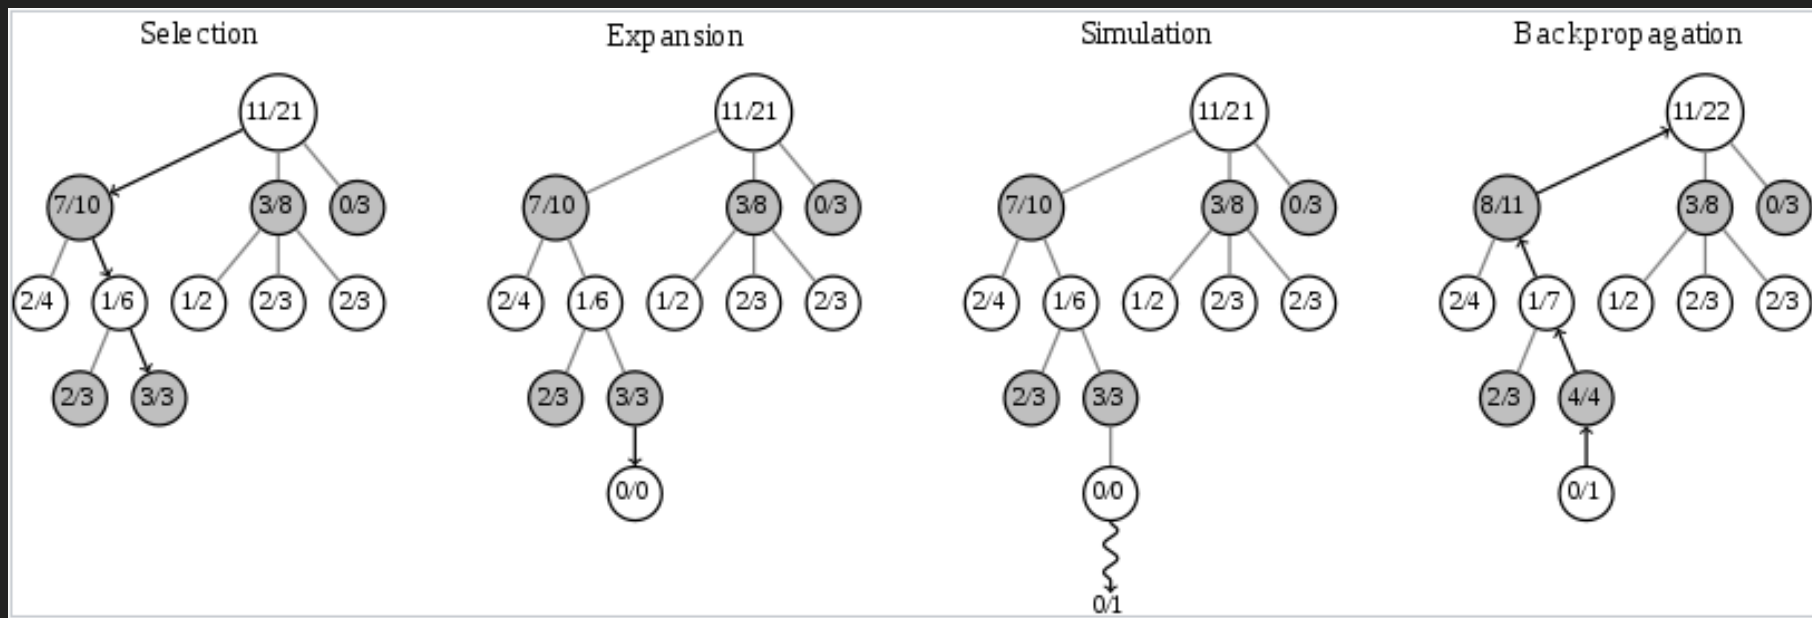 Selection Expansion Simulation Backpropagation
11/21 11/21 11/21 11/22
7/10 3/8 0/3 7/10 3/8 0/3 7/10 3/8 0/3 8/11 3/8 0/3
2/4 1/6 1/2 2/3 2/3 2/4 1/6 1/2 2/3 2/3 2/4 1/6 1/2 2/3 2/3 2/4 1/7 1/2 2/3 2/3
2/3 3/3 2/3 3/3 2/3 3/3 2/3 4/4
0/0 0/0 0/1
0/1